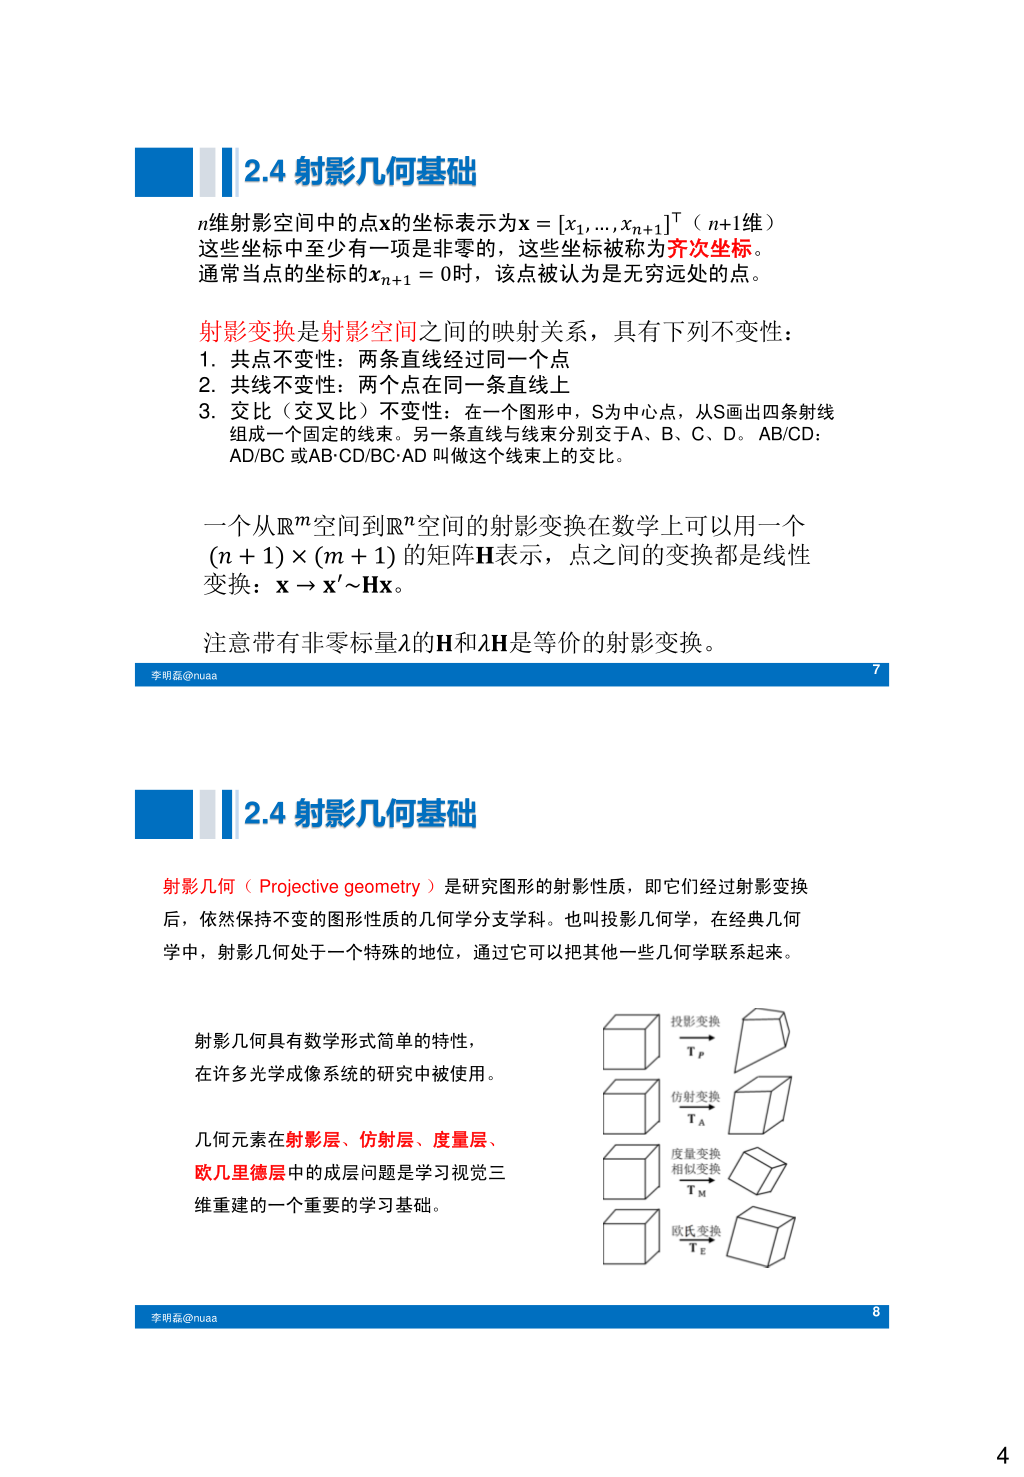 2.4 射影几何基础
n维射影空间中的点x的坐标表示为x = [x₁, … , xₙ₊₁]⊤（ n+1维）
这些坐标中至少有一项是非零的，这些坐标被称为齐次坐标。
通常当点的坐标的xₙ₊₁ = 0时，该点被认为是无穷远处的点。
射影变换是射影空间之间的映射关系，具有下列不变性：
1. 共点不变性：两条直线经过同一个点
2. 共线不变性：两个点在同一条直线上
3. 交比（交叉比）不变性：在一个图形中，S为中心点，从S画出四条射线
组成一个固定的线束。另一条直线与线束分别交于A、B、C、D。 AB/CD：
AD/BC 或AB·CD/BC·AD 叫做这个线束上的交比。
一个从ℝᵐ空间到ℝⁿ空间的射影变换在数学上可以用一个
(n + 1) × (m + 1) 的矩阵H表示，点之间的变换都是线性
变换：x → x′~Hx。
注意带有非零标量λ的H和λH是等价的射影变换。
李明磊@nuaa
7
2.4 射影几何基础
射影几何（ Projective geometry ）是研究图形的射影性质，即它们经过射影变换
后，依然保持不变的图形性质的几何学分支学科。也叫投影几何学，在经典几何
学中，射影几何处于一个特殊的地位，通过它可以把其他一些几何学联系起来。
射影几何具有数学形式简单的特性，
在许多光学成像系统的研究中被使用。
几何元素在射影层、仿射层、度量层、
欧几里德层中的成层问题是学习视觉三
维重建的一个重要的学习基础。
投影变换
T P
仿射变换
T A
度量变换
相似变换
T M
欧氏变换
T E
李明磊@nuaa
8
4